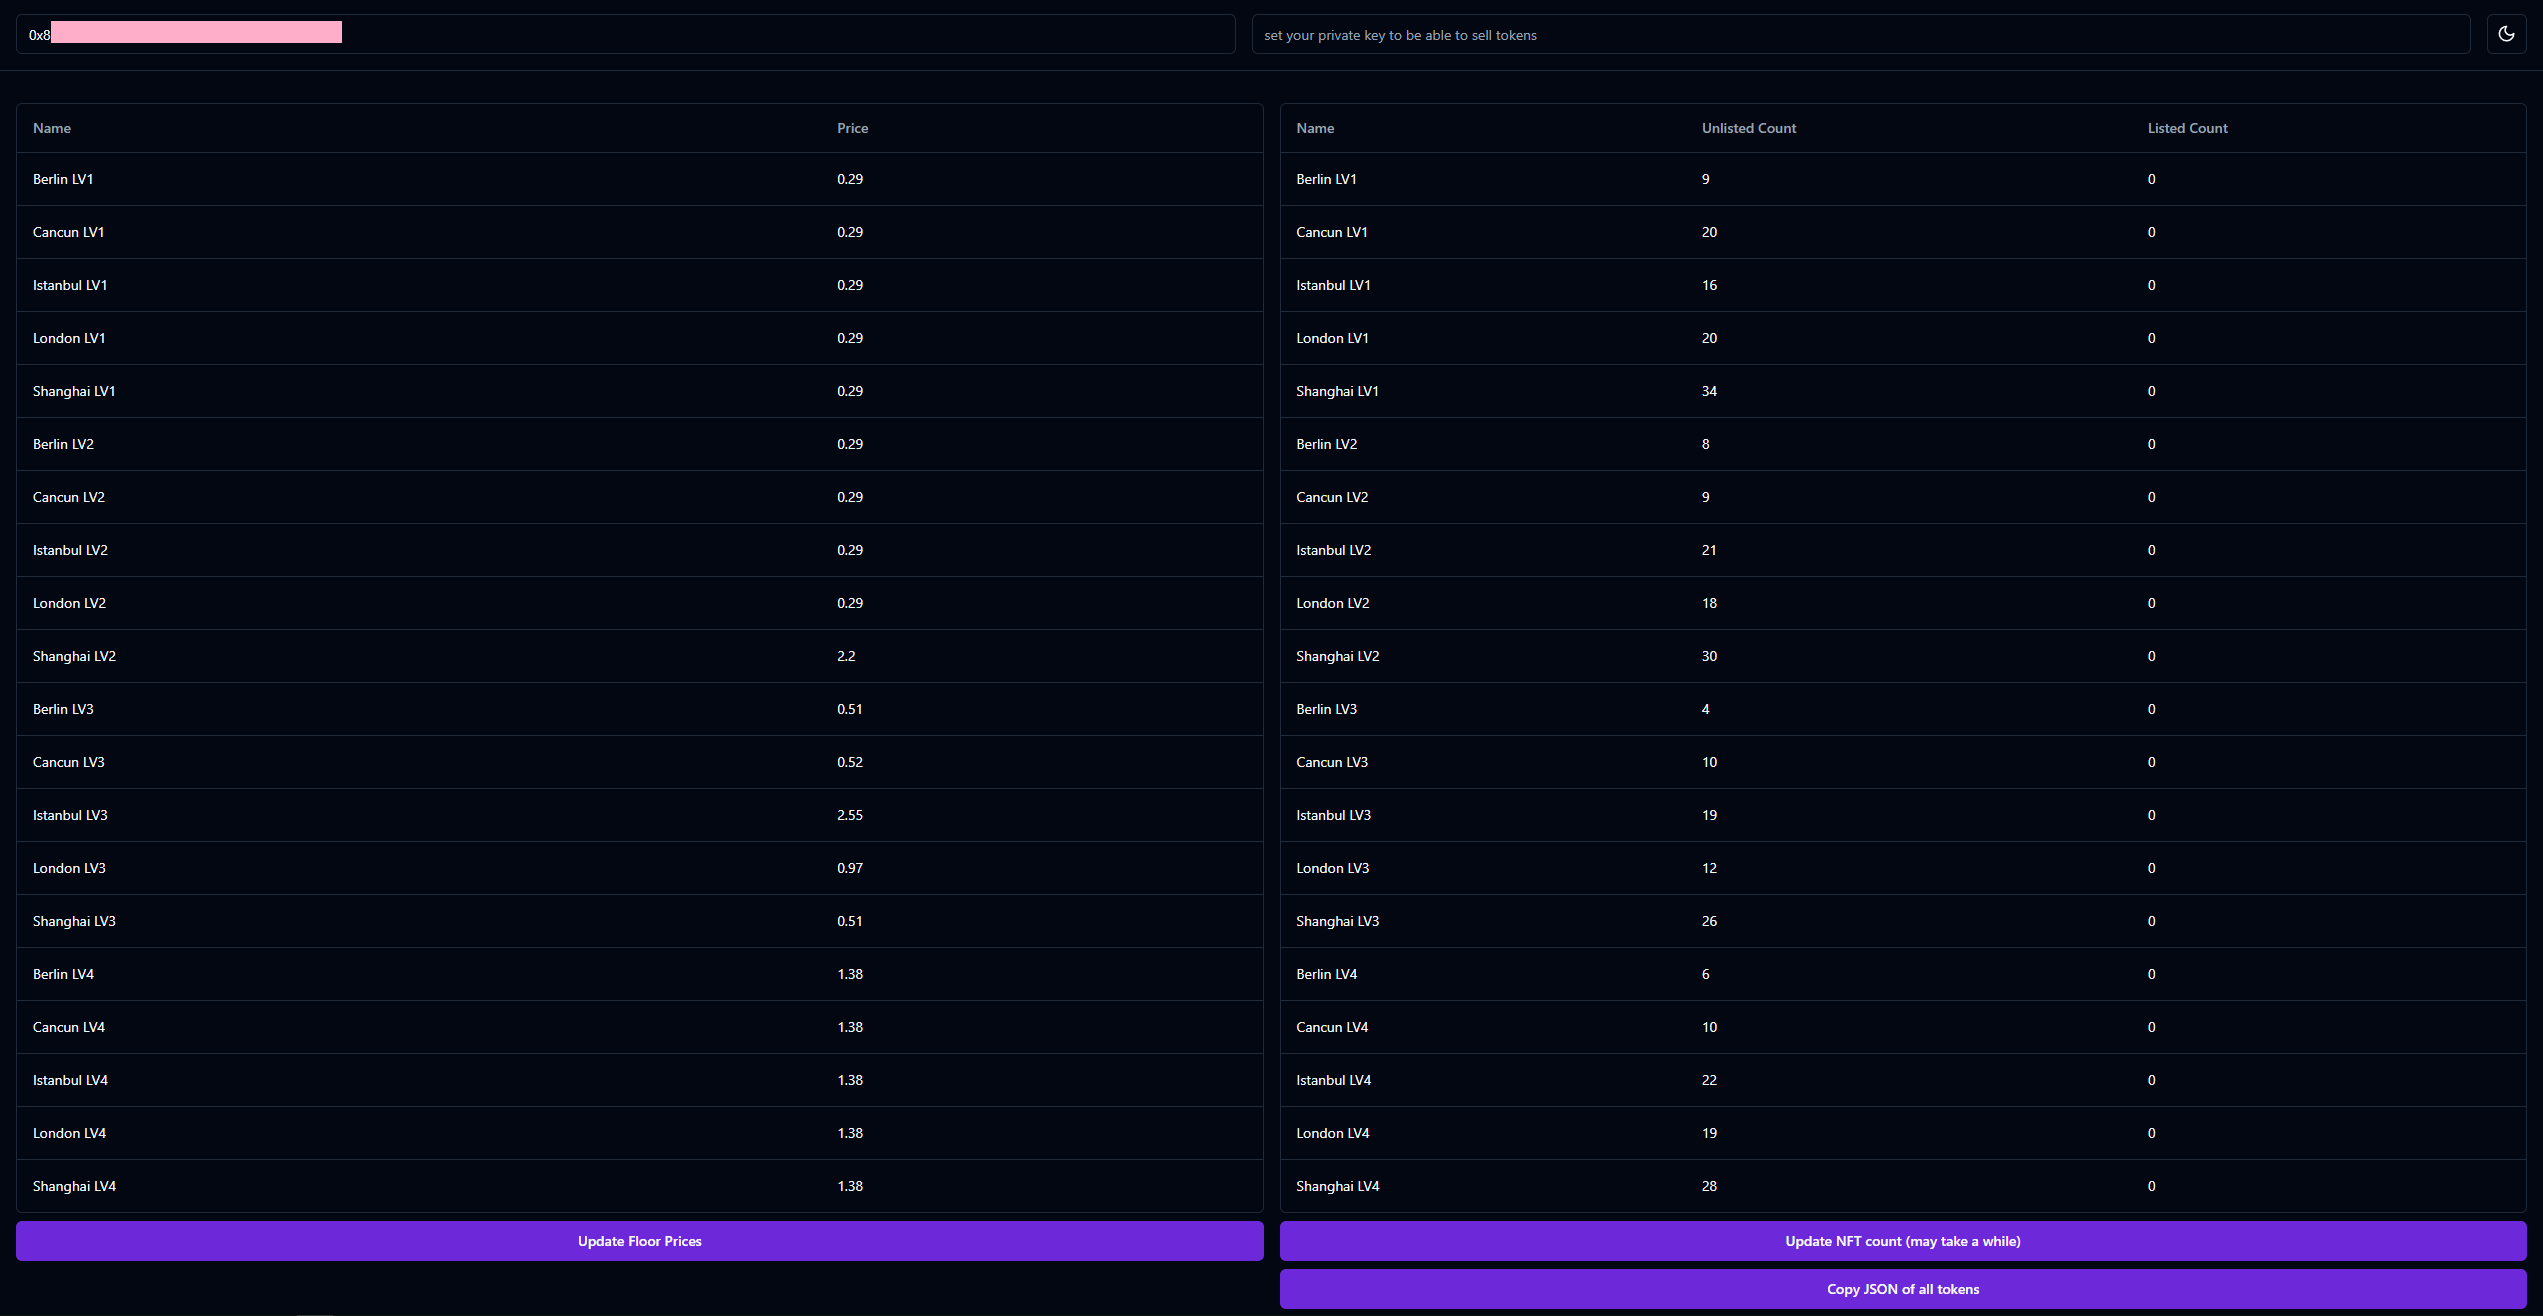 0x8
set your private key to be able to sell tokens
Name Price
Berlin LV1 0.29
Cancun LV1 0.29
Istanbul LV1 0.29
London LV1 0.29
Shanghai LV1 0.29
Berlin LV2 0.29
Cancun LV2 0.29
Istanbul LV2 0.29
London LV2 0.29
Shanghai LV2 2.2
Berlin LV3 0.51
Cancun LV3 0.52
Istanbul LV3 2.55
London LV3 0.97
Shanghai LV3 0.51
Berlin LV4 1.38
Cancun LV4 1.38
Istanbul LV4 1.38
London LV4 1.38
Shanghai LV4 1.38
Update Floor Prices
Name Unlisted Count Listed Count
Berlin LV1 9 0
Cancun LV1 20 0
Istanbul LV1 16 0
London LV1 20 0
Shanghai LV1 34 0
Berlin LV2 8 0
Cancun LV2 9 0
Istanbul LV2 21 0
London LV2 18 0
Shanghai LV2 30 0
Berlin LV3 4 0
Cancun LV3 10 0
Istanbul LV3 19 0
London LV3 12 0
Shanghai LV3 26 0
Berlin LV4 6 0
Cancun LV4 10 0
Istanbul LV4 22 0
London LV4 19 0
Shanghai LV4 28 0
Update NFT count (may take a while)
Copy JSON of all tokens